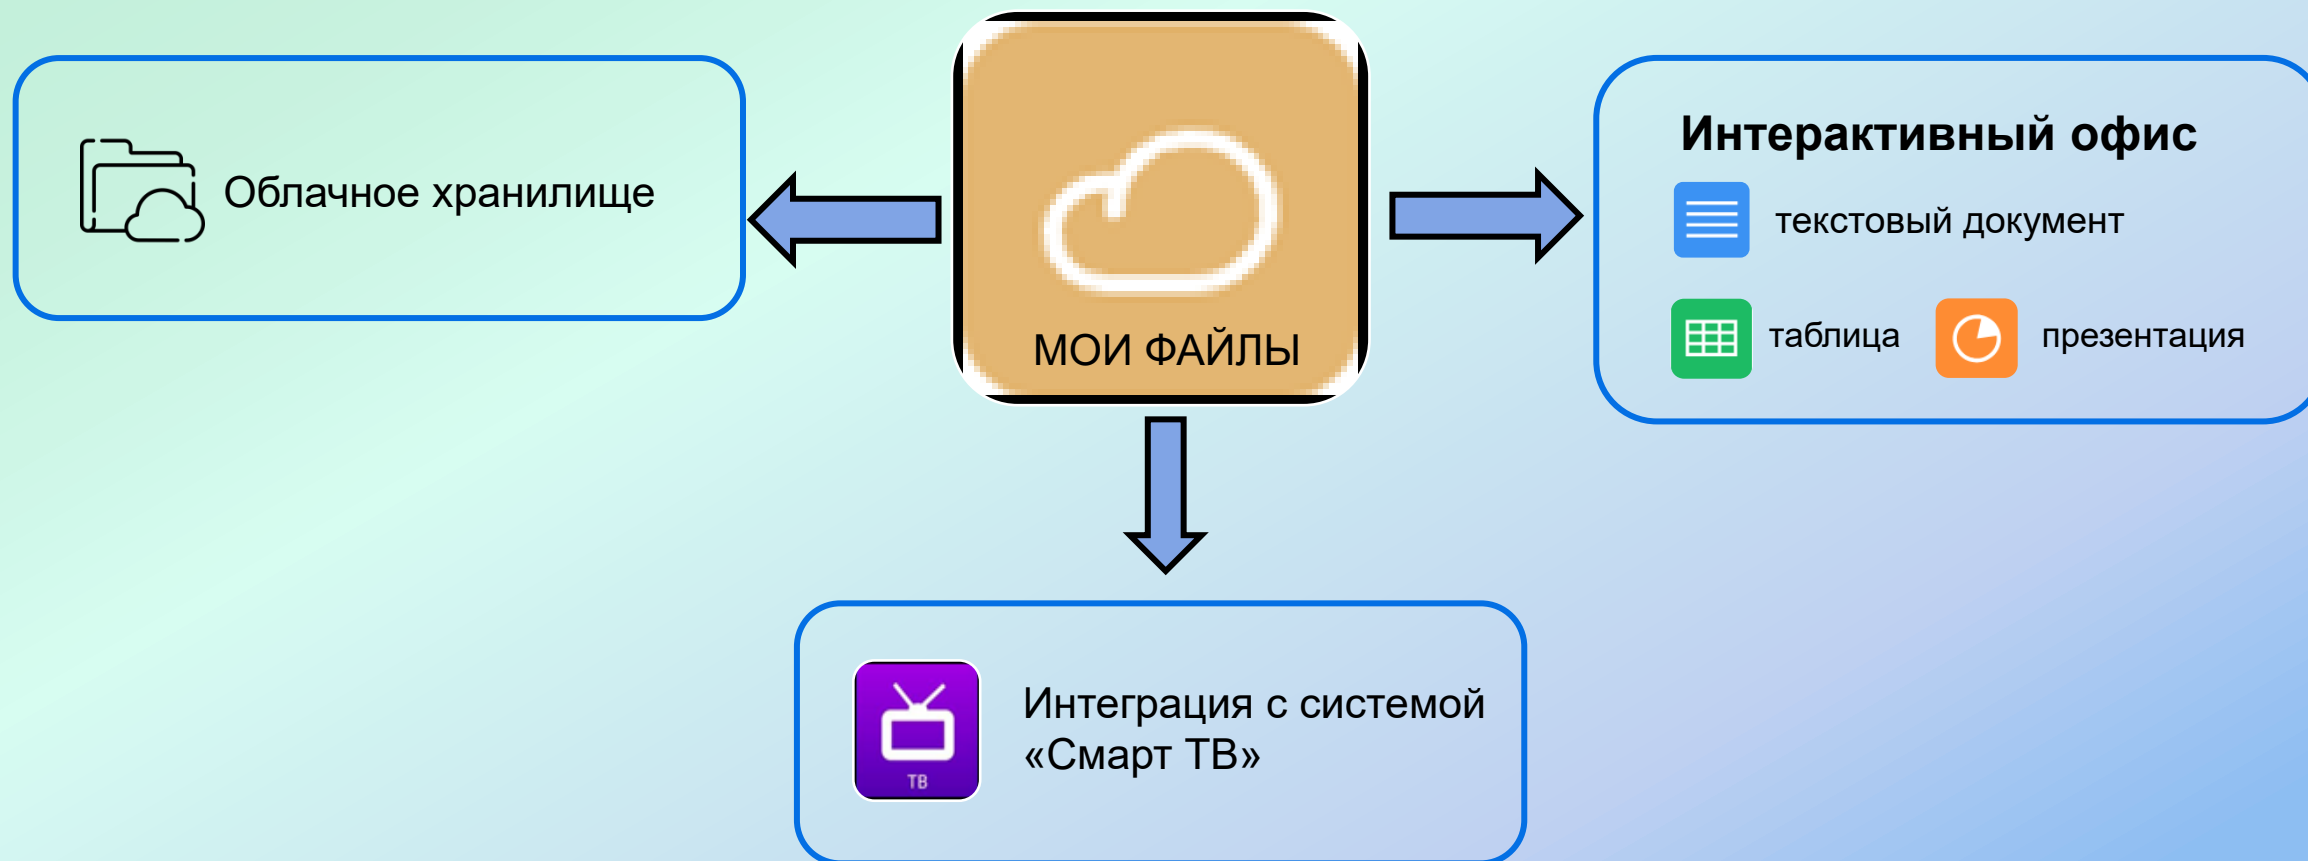 Облачное хранилище
МОИ ФАЙЛЫ
Интерактивный офис
текстовый документ
таблица
презентация
Интеграция с системой
«Смарт ТВ»
ТВ